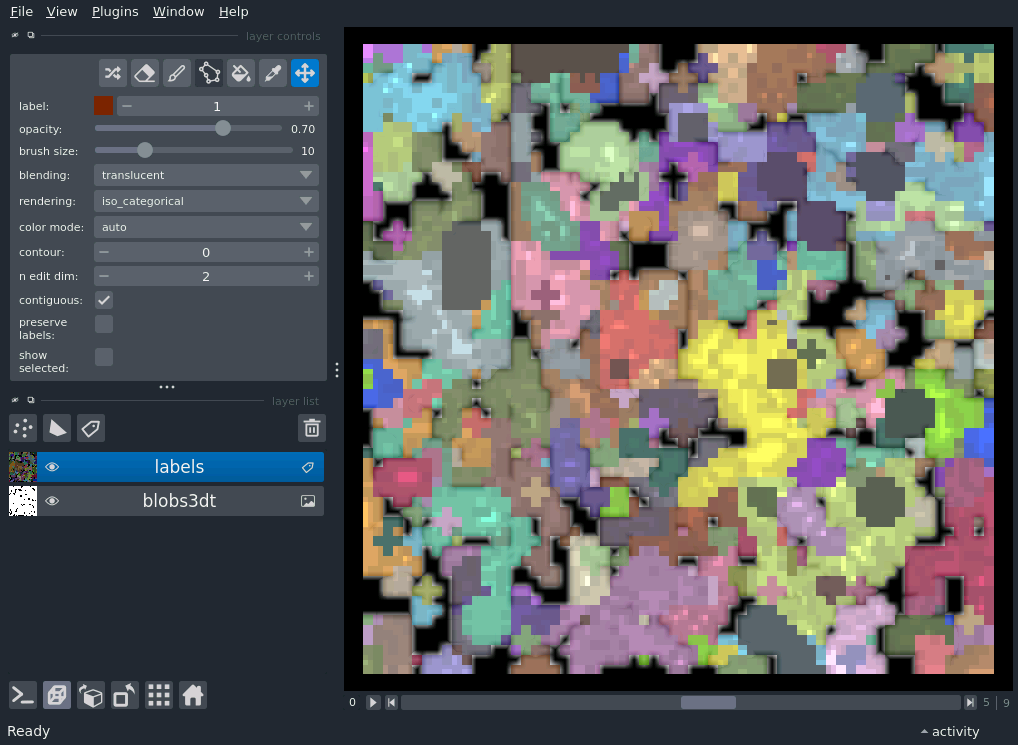 File View Plugins Window Help
layer controls
label: 1
opacity: 0.70
brush size: 10
blending: translucent
rendering: iso_categorical
color mode: auto
contour: 0
n edit dim: 2
contiguous:
preserve
labels:
show
selected:
layer list
labels
blobs3dt
0 5 9
Ready activity